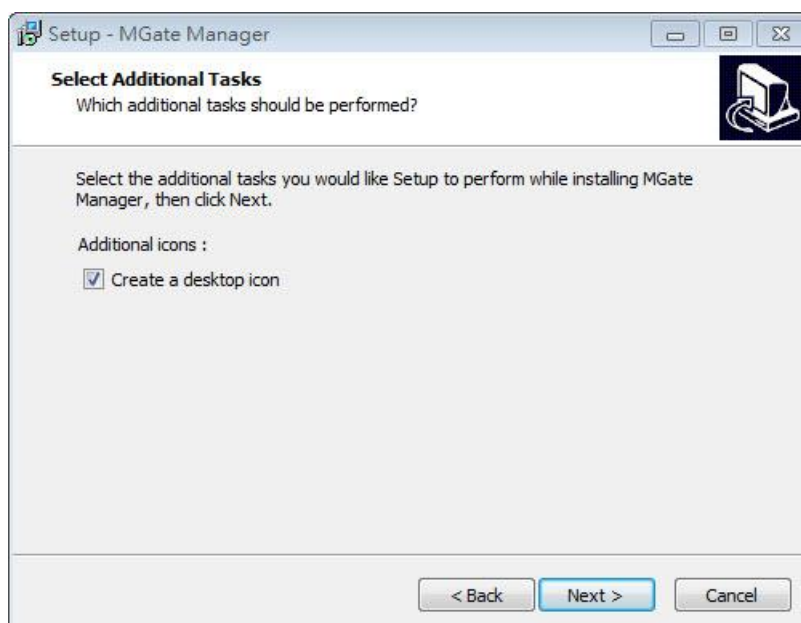 Setup - MGate Manager
Select Additional Tasks
Which additional tasks should be performed?
Select the additional tasks you would like Setup to perform while installing MGate
Manager, then click Next.
Additional icons :
Create a desktop icon
< Back
Next >
Cancel